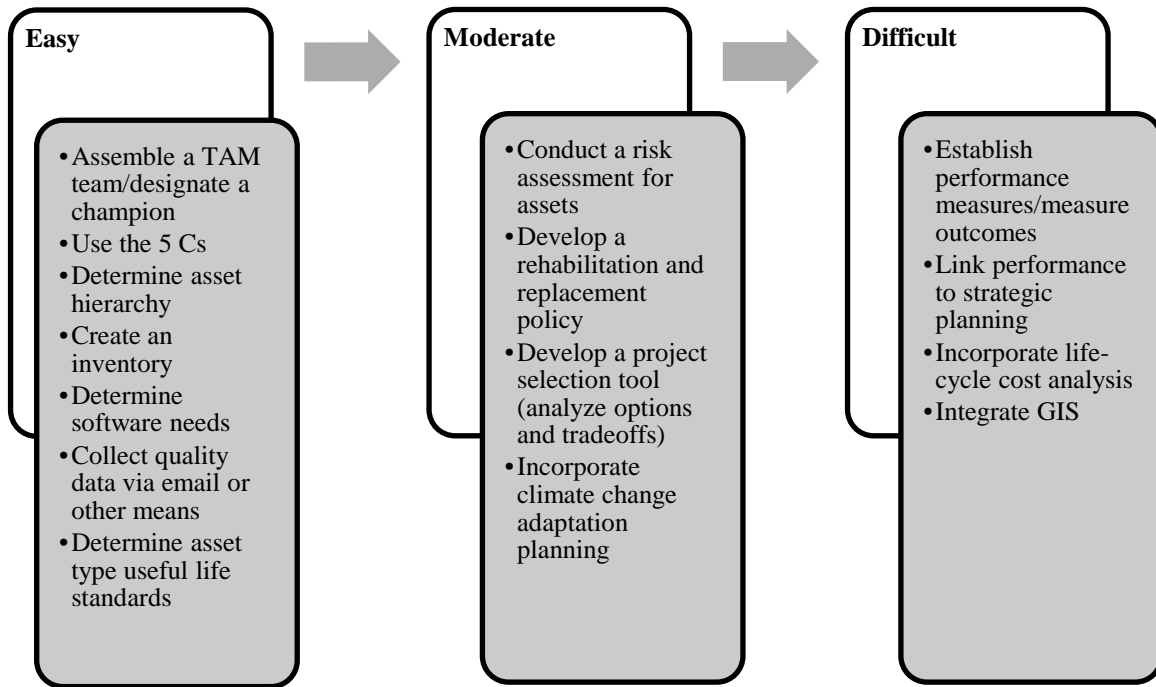 Easy
•Assemble a TAM
team/designate a
champion
•Use the 5 Cs
•Determine asset
hierarchy
•Create an
inventory
•Determine
software needs
•Collect quality
data via email or
other means
•Determine asset
type useful life
standards
Moderate
•Conduct a risk
assessment for
assets
•Develop a
rehabilitation and
replacement
policy
•Develop a project
selection tool
(analyze options
and tradeoffs)
•Incorporate
climate change
adaptation
planning
Difficult
•Establish
performance
measures/measure
outcomes
•Link performance
to strategic
planning
•Incorporate life-
cycle cost analysis
•Integrate GIS